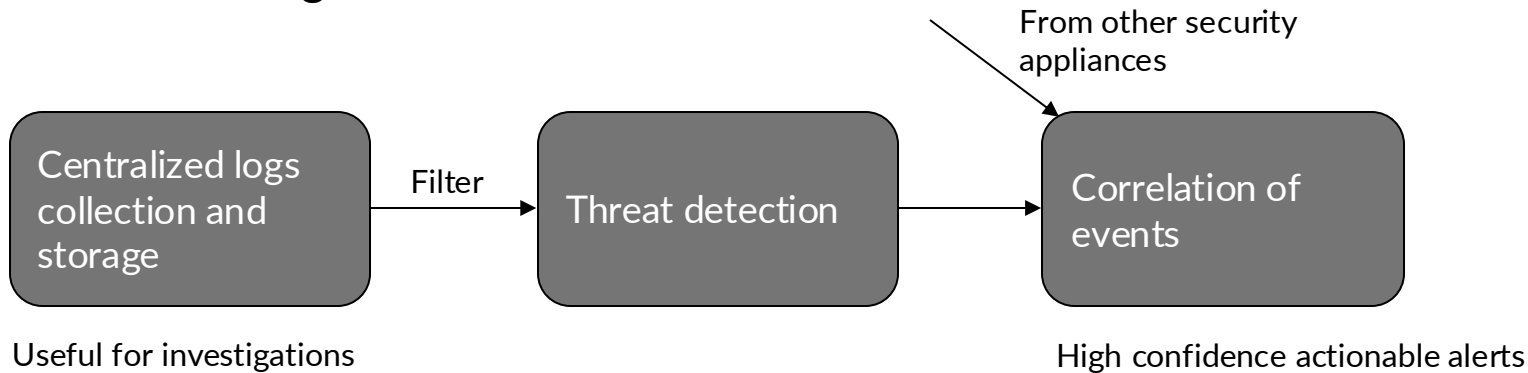 From other security
appliances
Centralized logs
collection and
storage
Filter
Threat detection
Correlation of
events
Useful for investigations
High confidence actionable alerts